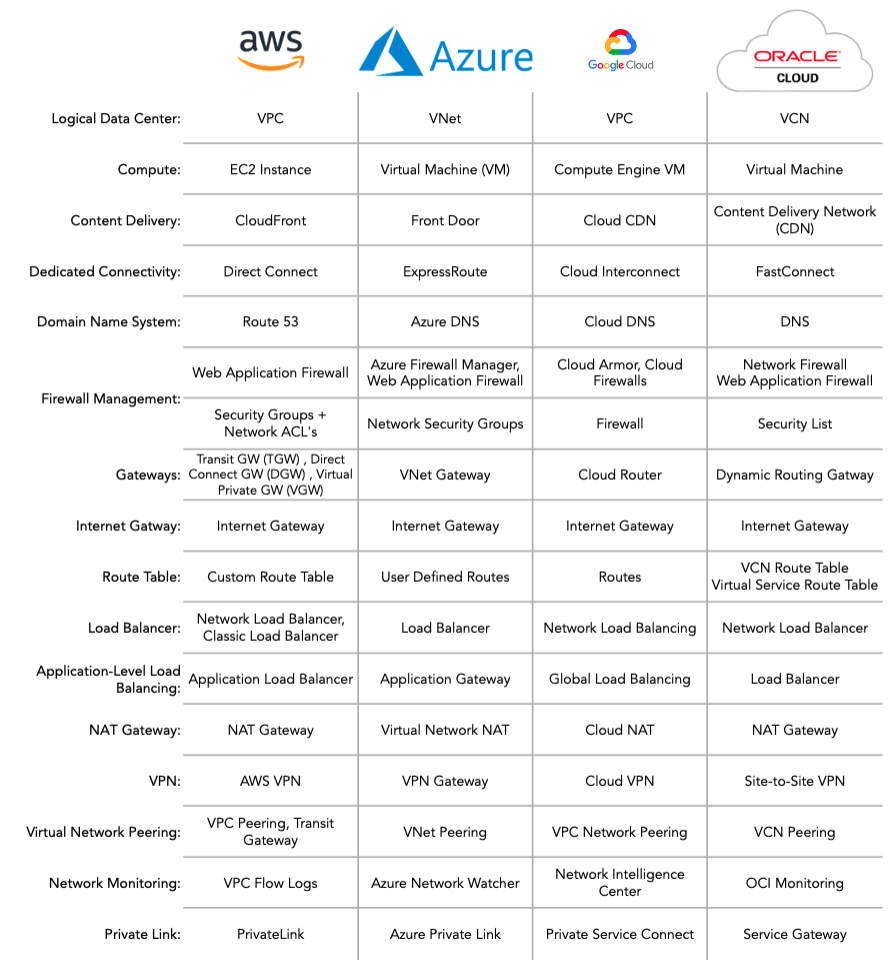 aws
Azure
Google Cloud
ORACLE
CLOUD
Logical Data Center:
VPC
VNet
VPC
VCN
Compute:
EC2 Instance
Virtual Machine (VM)
Compute Engine VM
Virtual Machine
Content Delivery:
CloudFront
Front Door
Cloud CDN
Content Delivery Network
(CDN)
Dedicated Connectivity:
Direct Connect
ExpressRoute
Cloud Interconnect
FastConnect
Domain Name System:
Route 53
Azure DNS
Cloud DNS
DNS
Firewall Management:
Web Application Firewall
Azure Firewall Manager,
Web Application Firewall
Cloud Armor, Cloud
Firewalls
Network Firewall
Web Application Firewall
Security Groups +
Network ACL's
Network Security Groups
Firewall
Security List
Gateways:
Transit GW (TGW) , Direct
Connect GW (DGW) , Virtual
Private GW (VGW)
VNet Gateway
Cloud Router
Dynamic Routing Gatway
Internet Gatway:
Internet Gateway
Internet Gateway
Internet Gateway
Internet Gateway
Route Table:
Custom Route Table
User Defined Routes
Routes
VCN Route Table
Virtual Service Route Table
Load Balancer:
Network Load Balancer,
Classic Load Balancer
Load Balancer
Network Load Balancing
Network Load Balancer
Application-Level Load
Balancing:
Application Load Balancer
Application Gateway
Global Load Balancing
Load Balancer
NAT Gateway:
NAT Gateway
Virtual Network NAT
Cloud NAT
NAT Gateway
VPN:
AWS VPN
VPN Gateway
Cloud VPN
Site-to-Site VPN
Virtual Network Peering:
VPC Peering, Transit
Gateway
VNet Peering
VPC Network Peering
VCN Peering
Network Monitoring:
VPC Flow Logs
Azure Network Watcher
Network Intelligence
Center
OCI Monitoring
Private Link:
PrivateLink
Azure Private Link
Private Service Connect
Service Gateway